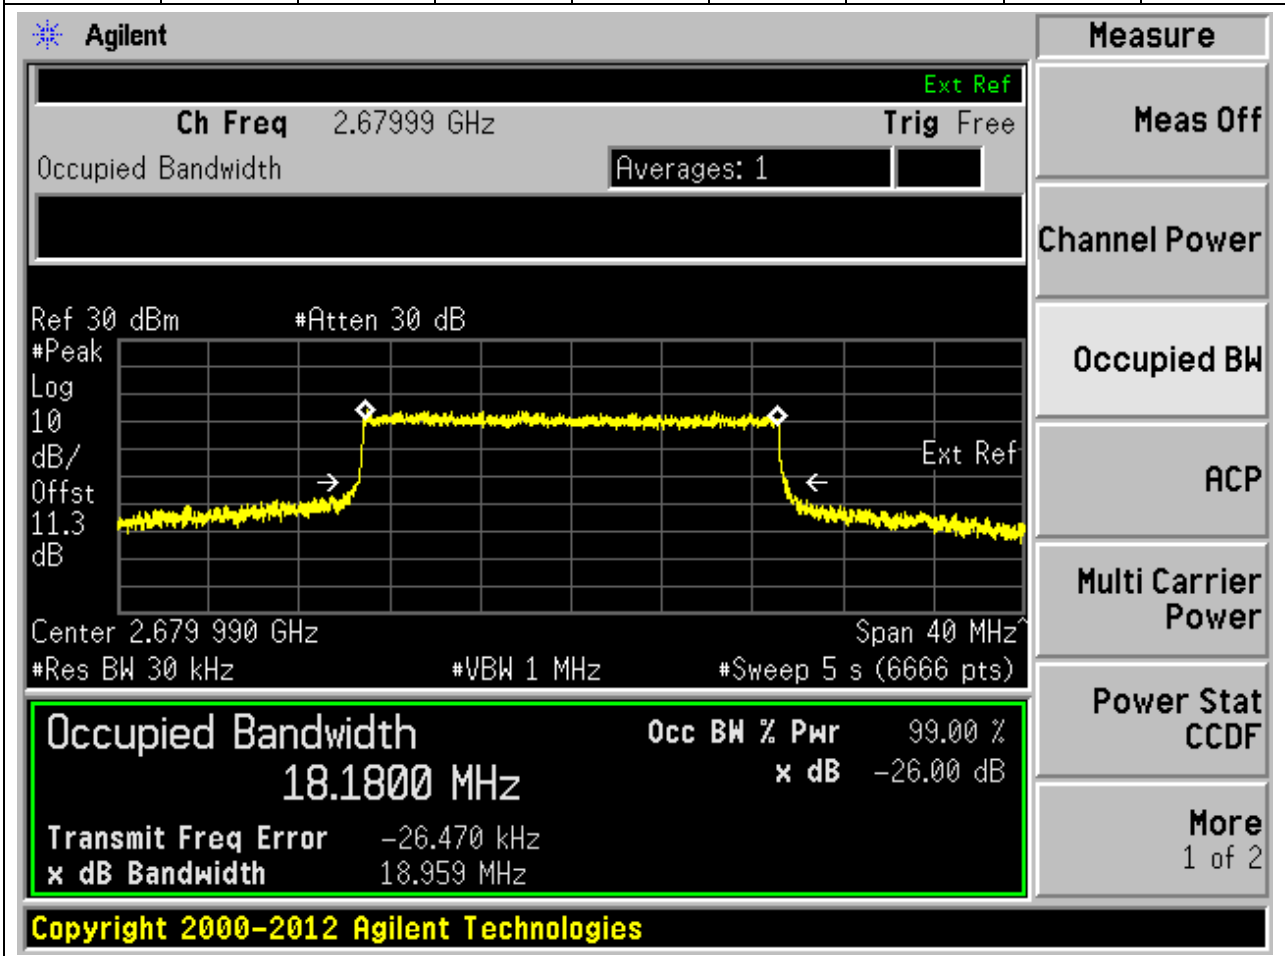 Agilent
Measure
Ext Ref
Ch Freq 2.67999 GHz Trig Free
Meas Off
Occupied Bandwidth Averages: 1
Channel Power
Ref 30 dBm #Atten 30 dB
#Peak
Log
10
dB/
Offst
11.3
dB
Ext Ref
Occupied BW
ACP
Center 2.679 990 GHz Span 40 MHz^
#Res BW 30 kHz #VBW 1 MHz #Sweep 5 s (6666 pts)
Multi Carrier
Power
Occupied Bandwidth Occ BW % Pwr 99.00 %
18.1800 MHz x dB -26.00 dB
Transmit Freq Error -26.470 kHz
x dB Bandwidth 18.959 MHz
Power Stat
CCDF
More
1 of 2
Copyright 2000-2012 Agilent Technologies